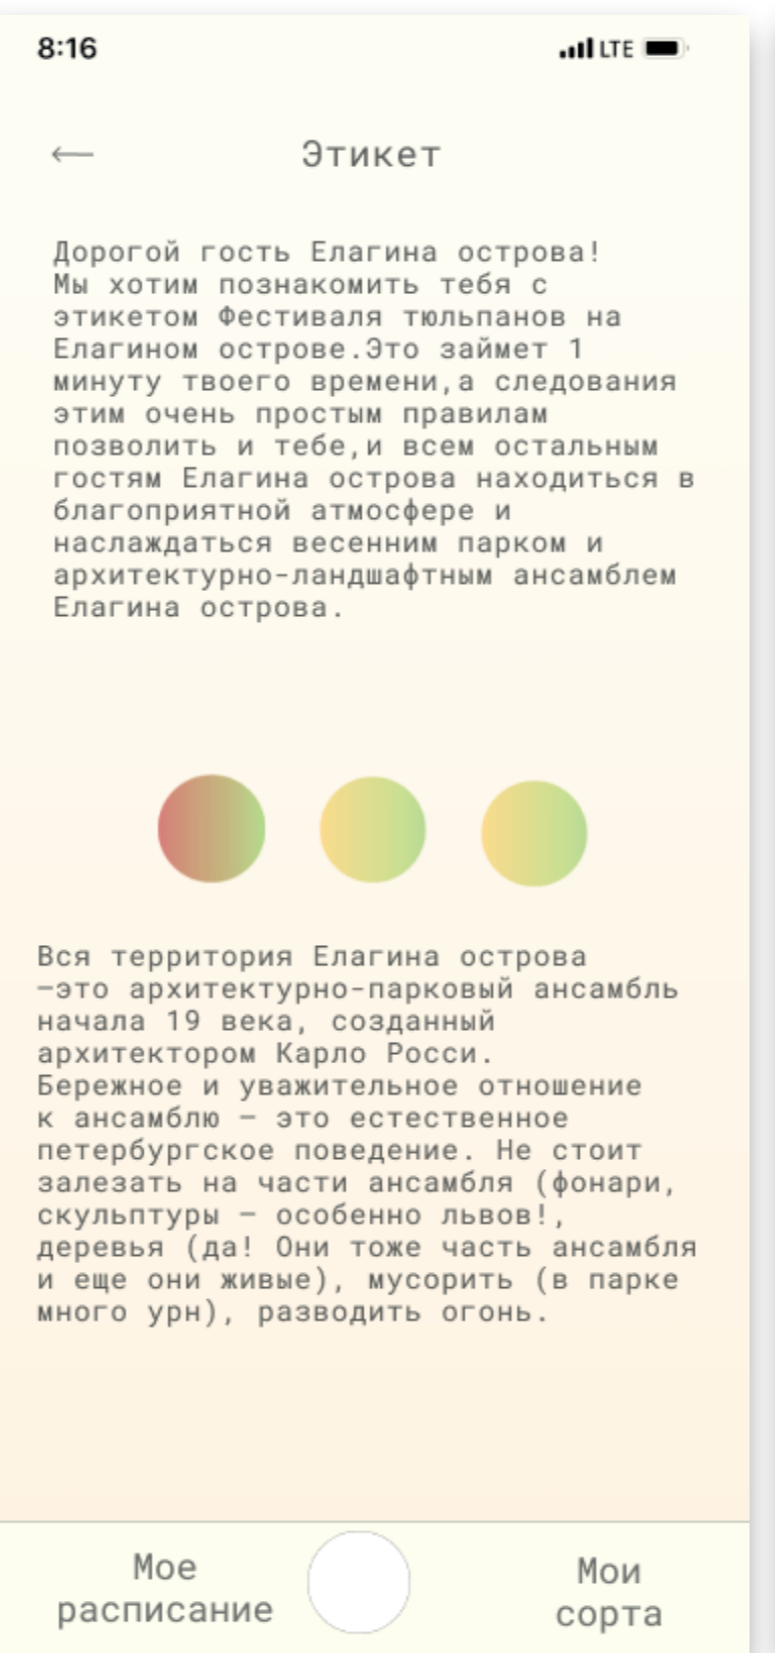 8:16
LTE
Этикет
Дорогой гость Елагина острова!
Мы хотим познакомить тебя с
этикетом Фестиваля тюльпанов на
Елагином острове.Это займет 1
минуту твоего времени,а следования
этим очень простым правилам
позволить и тебе,и всем остальным
гостям Елагина острова находиться в
благоприятной атмосфере и
наслаждаться весенним парком и
архитектурно-ландшафтным ансамблем
Елагина острова.
Вся территория Елагина острова
—это архитектурно-парковый ансамбль
начала 19 века, созданный
архитектором Карло Росси.
Бережное и уважительное отношение
к ансамблю — это естественное
петербургское поведение. Не стоит
залезать на части ансамбля (фонари,
скульптуры — особенно львов!,
деревья (да! Они тоже часть ансамбля
и еще они живые), мусорить (в парке
много урн), разводить огонь.
Мое
расписание
Мои
сорта